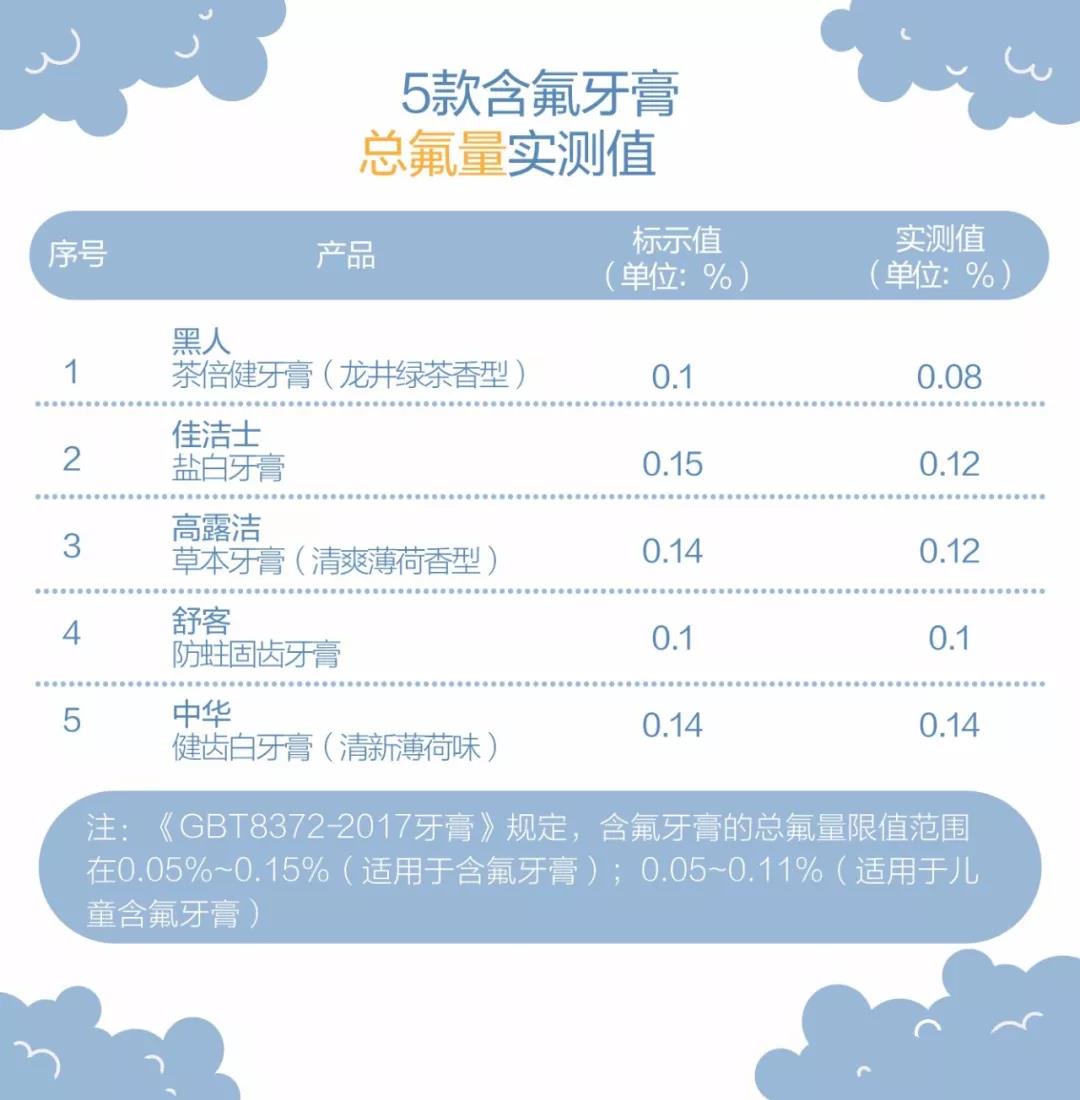 5款含氟牙膏
总氟量实测值
序号 产品 标示值（单位：%） 实测值（单位：%）
黑人
1 茶倍健牙膏（龙井绿茶香型） 0.1 0.08
佳洁士
2 盐白牙膏 0.15 0.12
高露洁
3 草本牙膏（清爽薄荷香型） 0.14 0.12
舒客
4 防蛀固齿牙膏 0.1 0.1
中华
5 健齿白牙膏（清新薄荷味） 0.14 0.14
注：《GBT8372-2017牙膏》规定，含氟牙膏的总氟量限值范围
在0.05%~0.15%（适用于含氟牙膏）；0.05~0.11%（适用于儿
童含氟牙膏）